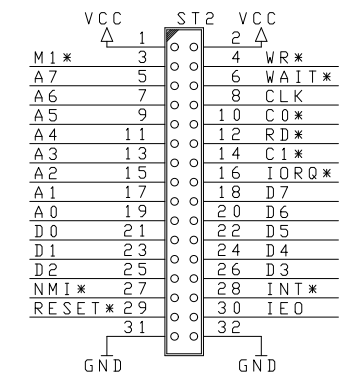 VCC ST2 VCC
1 2
M1* 3 4 WR*
A7 5 6 WAIT*
A6 7 8 CLK
A5 9 10 C0*
A4 11 12 RD*
A3 13 14 C1*
A2 15 16 IORQ*
A1 17 18 D7
A0 19 20 D6
D0 21 22 D5
D1 23 24 D4
D2 25 26 D3
NMI* 27 28 INT*
RESET* 29 30 IEO
31 32
GND GND